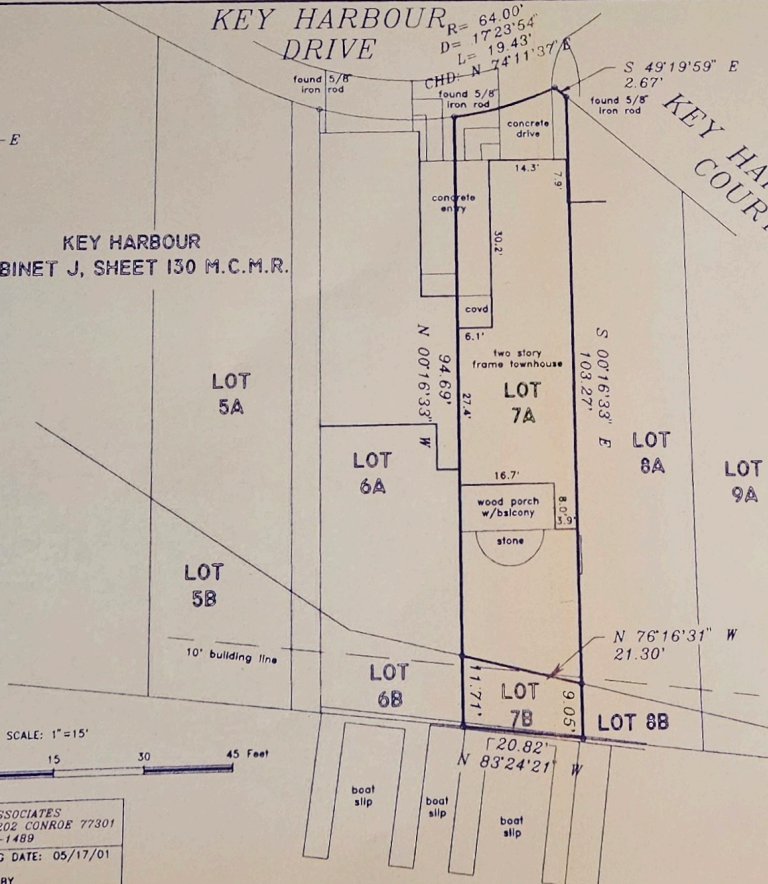 KEY HARBOUR
DRIVE
R= 64.00'
D= 17°23'54"
L= 19.43'
CHD: N 74°11'37" E
S 49°19'59" E
2.67'
found 5/8"
iron rod
found 5/8"
iron rod
found 5/8"
iron rod
concrete
drive
COURT
E
14.3'
7.9'
concrete
entry
30.2'
KEY HARBOUR
BINET J, SHEET 130 M.C.M.R.
covd
6.1'
two story
frame townhouse
N 00°16'33" W
94.69'
27.4'
S 00°16'33" E
103.27'
LOT
5A
LOT
7A
LOT
6A
LOT
8A
LOT
9A
16.7'
wood porch
w/balcony
8.0'
3.9'
stone
LOT
5B
N 76°16'31" W
21.30'
10' building line
LOT
6B
11.71'
LOT
7B
9.05'
LOT 8B
20.82'
N 83°24'21" W
SCALE: 1"=15'
15 30 45 Feet
boat
slip
boat
slip
boat
slip
SSOCIATES
202 CONROE 77301
-1489
G DATE: 05/17/01
BY